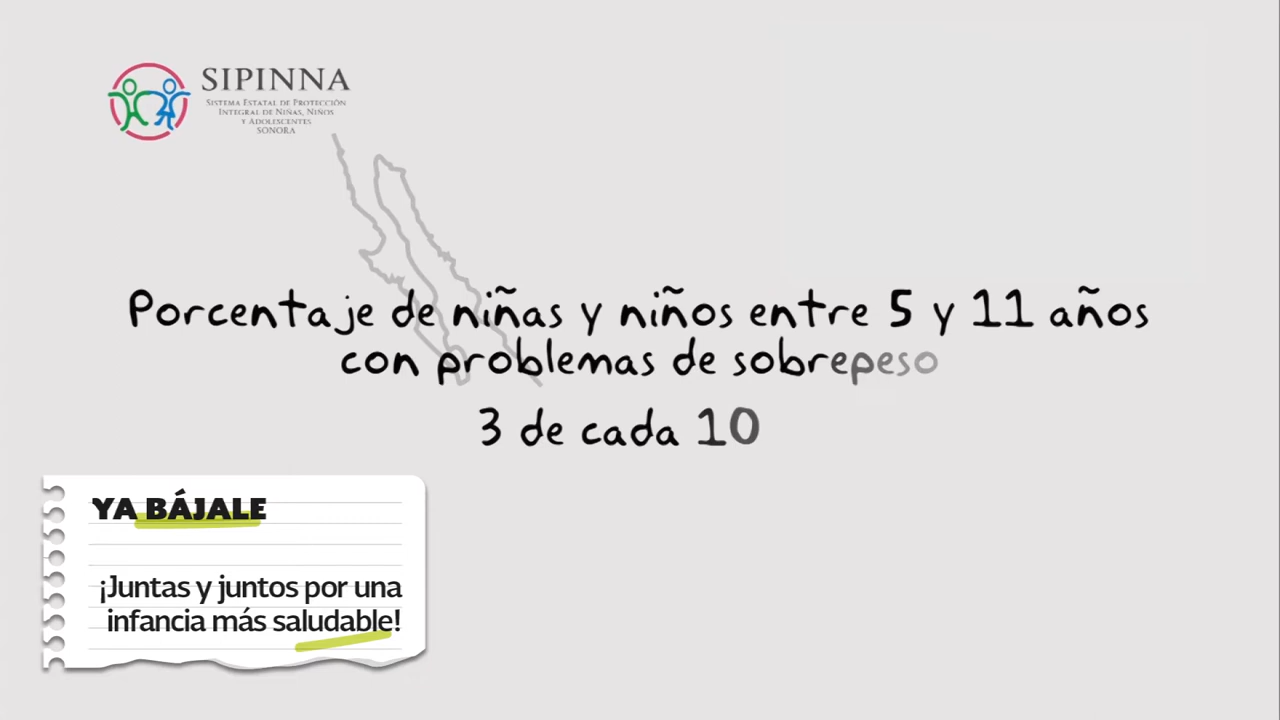 SIPINNA
SISTEMA ESTATAL DE PROTECCIÓN
INTEGRAL DE NIÑAS, NIÑOS
Y ADOLESCENTES
SONORA
Porcentaje de niñas y niños entre 5 y 11 años
con problemas de sobrepeso
3 de cada 10
YA BÁJALE
¡Juntas y juntos por una
infancia más saludable!